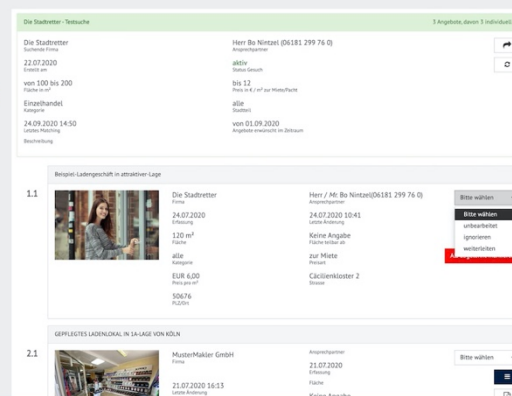 Die Stadtretter - Testsuche
3 Angebote, davon 3 individuell
Die Stadtretter
Suchende Firma
Herr Bo Nintzel (06181 299 76 0)
Ansprechpartner
22.07.2020
Erstellt am
aktiv
Status Gesuch
von 100 bis 200
Fläche in m²
bis 12
Preis in € / m² zur Miete/Pacht
Einzelhandel
Kategorie
alle
Stadtteil
24.09.2020 14:50
Letztes Matching
von 01.09.2020
Angebote erwünscht im Zeitraum
Beschreibung
Beispiel-Ladengeschäft in attraktiver-Lage
1.1
Die Stadtretter
Firma
Herr / Mr. Bo Nintzel(06181 299 76 0)
Ansprechpartner
Bitte wählen
Bitte wählen
unbearbeitet
ignorieren
weiterleiten
24.07.2020
Erfassung
24.07.2020 10:41
Letzte Änderung
120 m²
Fläche
Keine Angabe
Fläche teilbar ab
alle
Kategorie
zur Miete
Preisart
EUR 6,00
Preis pro m²
Cäcilienkloster 2
Strasse
50676
PLZ/Ort
GEPFLEGTES LADENLOKAL IN 1A-LAGE VON KÖLN
2.1
MusterMakler GmbH
Firma
Ansprechpartner
Bitte wählen
21.07.2020
Erfassung
21.07.2020 16:13
Letzte Änderung
Fläche
Keine Angabe